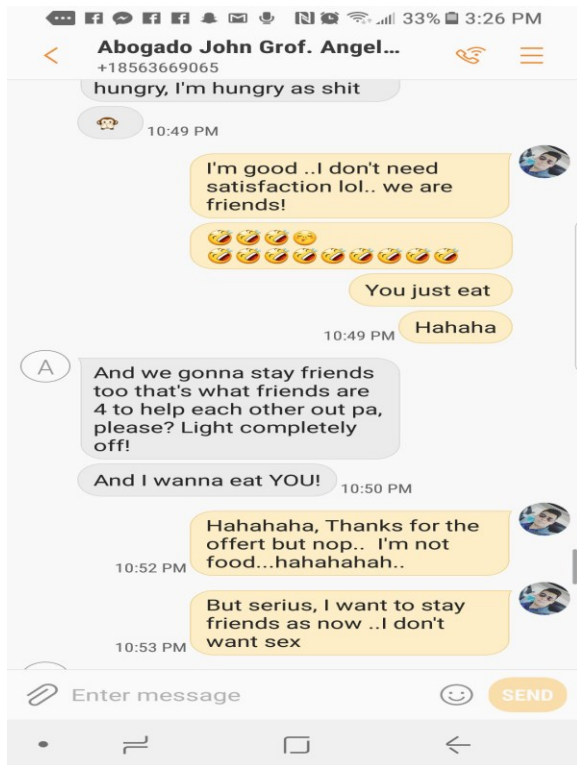 33% 3:26 PM
Abogado John Grof. Angel...
+18563669065
hungry, I'm hungry as shit
10:49 PM
I'm good ..I don't need
satisfaction lol.. we are
friends!
You just eat
10:49 PM Hahaha
A
And we gonna stay friends
too that's what friends are
4 to help each other out pa,
please? Light completely
off!
And I wanna eat YOU!
10:50 PM
Hahahaha, Thanks for the
offert but nop.. I'm not
10:52 PM food...hahahahah..
But serius, I want to stay
friends as now ..I don't
10:53 PM want sex
Enter message
SEND